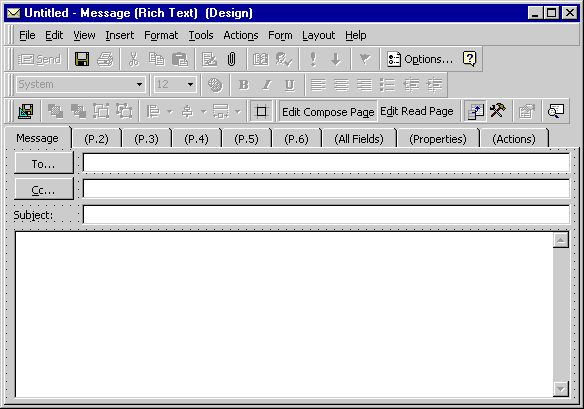 Untitled - Message (Rich Text) (Design)
File Edit View Insert Format Tools Actions Form Layout Help
Send Options...
System 12 B I U
Edit Compose Page Edit Read Page
Message (P.2) (P.3) (P.4) (P.5) (P.6) (All Fields) (Properties) (Actions)
To...
Cc...
Subject: